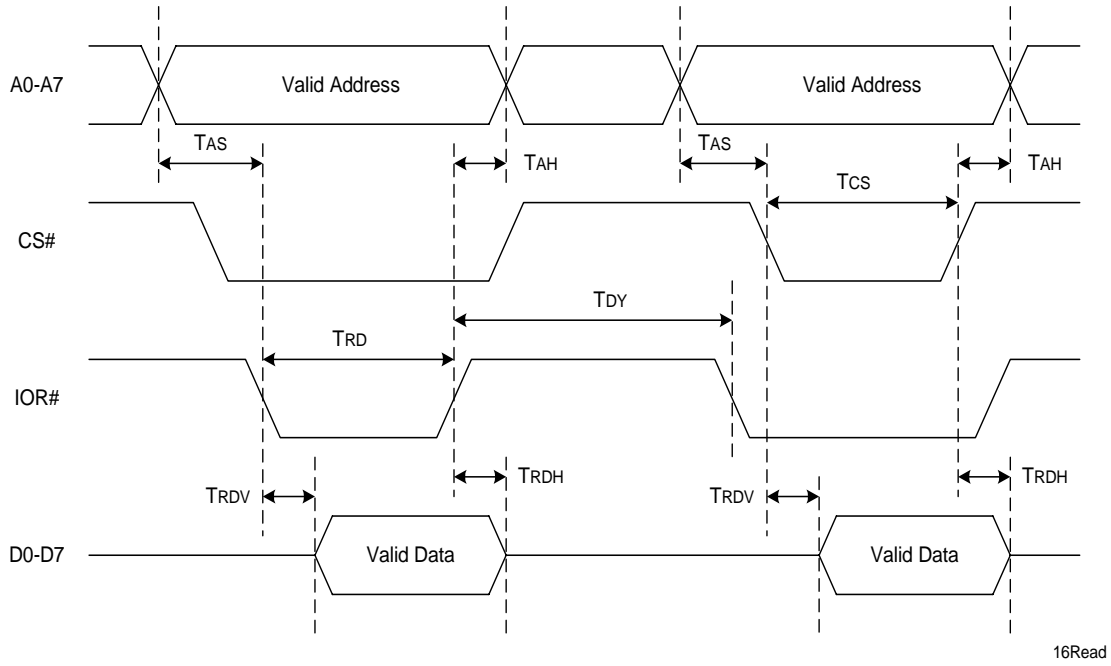 A0-A7
Valid Address
Valid Address
TAS
TAH
TAS
TAH
TCS
CS#
TDY
TRD
IOR#
TRDV
TRDH
TRDV
TRDH
D0-D7
Valid Data
Valid Data
16Read